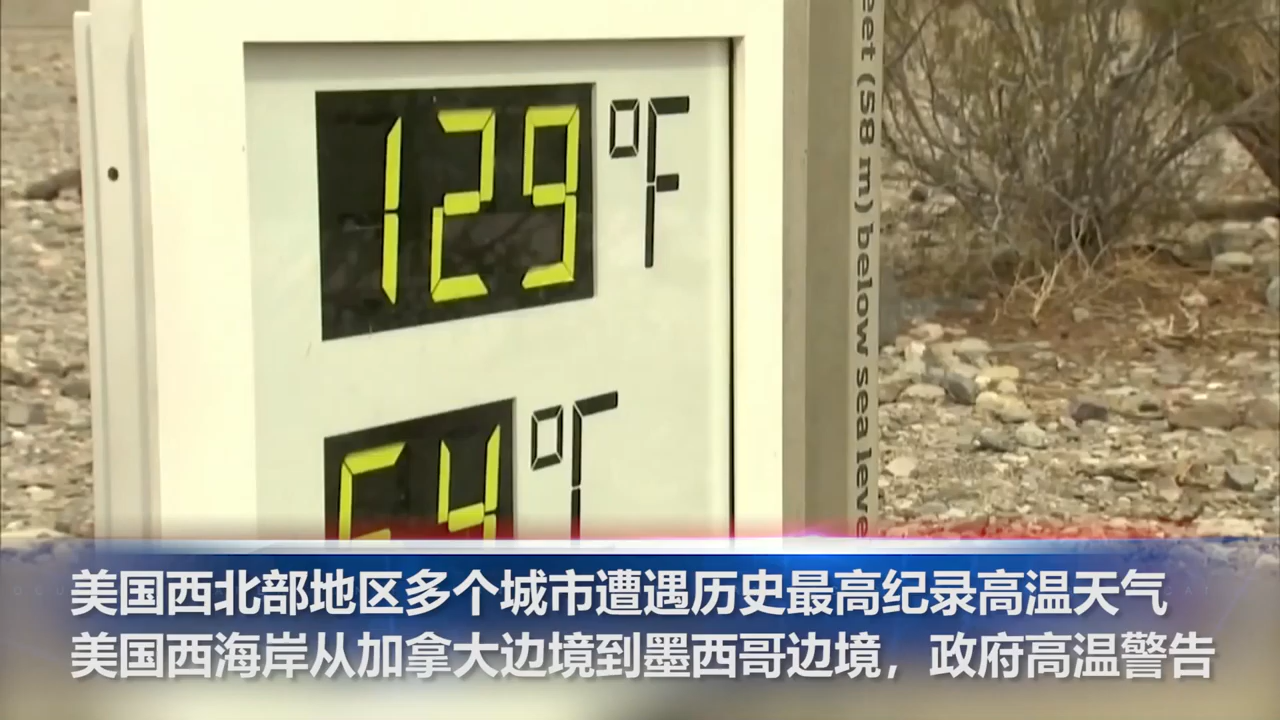 129 °F
54 °C
eet (58 m) below sea leve
美国西北部地区多个城市遭遇历史最高纪录高温天气
美国西海岸从加拿大边境到墨西哥边境，政府高温警告